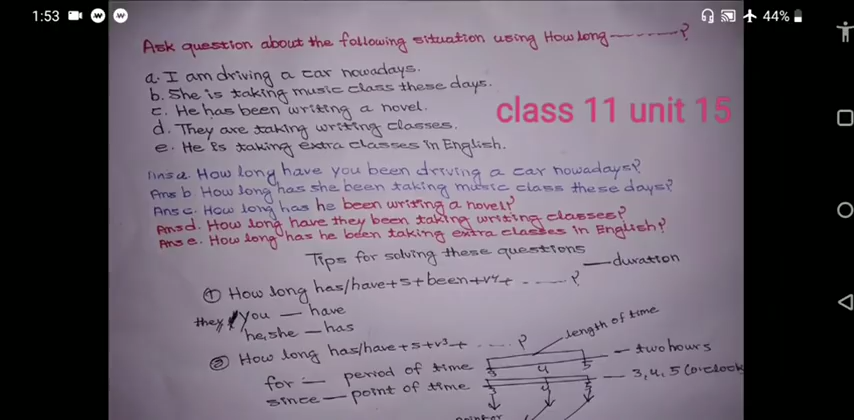 1:53
44%
Ask question about the following situation using How long ------?
a. I am driving a car nowadays.
b. She is taking music class these days.
c. He has been writing a novel.
d. They are taking writing classes.
e. He is taking extra classes in English.
class 11 unit 15
Ans a. How long have you been driving a car nowadays?
Ans b How long has she been taking music class these days?
Ans c. How long has he been writing a novel?
Ans d. How long have they been taking writing classes?
Ans e. How long has he been taking extra classes in English?
Tips for solving these questions
① How long has/have+s+been+v4+ ------?
— duration
they/you — have
he, she — has
② How long has/have+s+v3+ ....... ?
length of time
for — period of time
3 4 5
— two hours
since — point of time
3 4 5
— 3, 4, 5 (o'clock